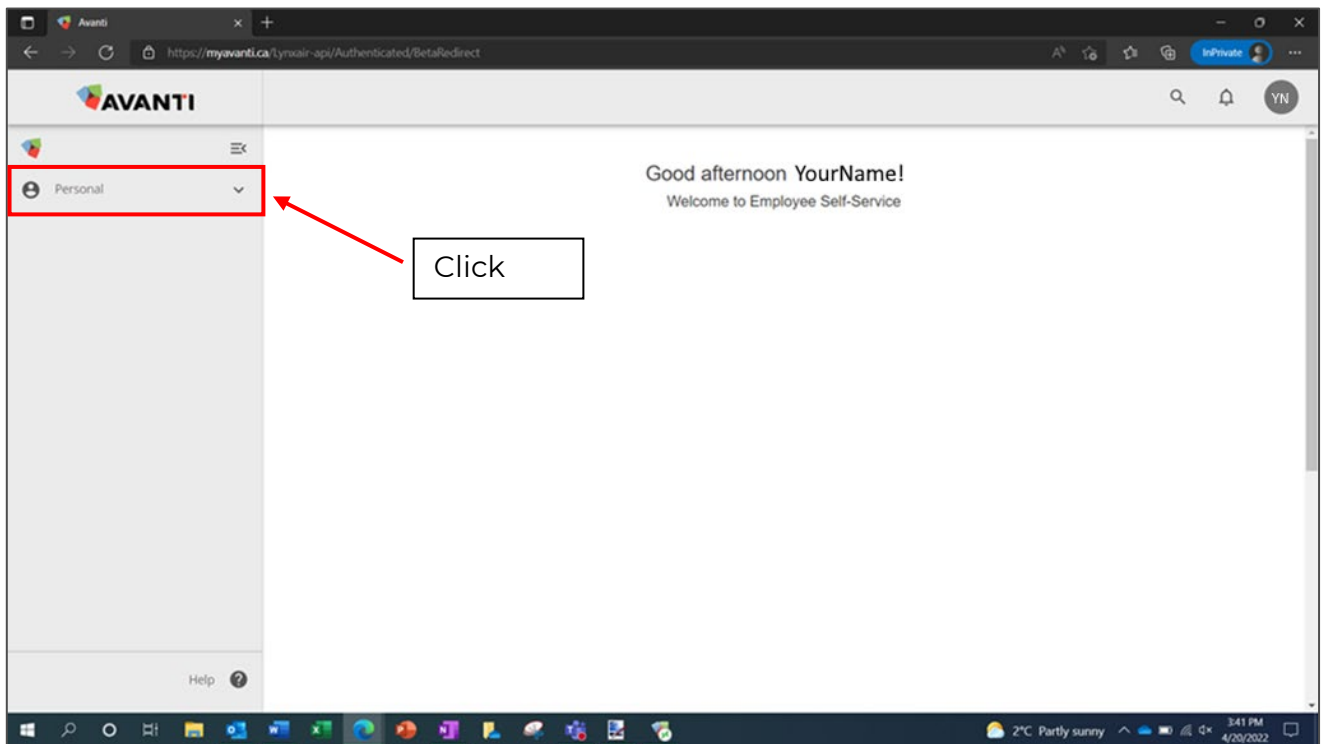 Avanti
https://myavanti.ca/Lynxair-api/Authenticated/BetaRedirect
InPrivate
AVANTI
YN
Personal
Good afternoon YourName!
Welcome to Employee Self-Service
Click
Help
2°C Partly sunny
3:41 PM
4/20/2022